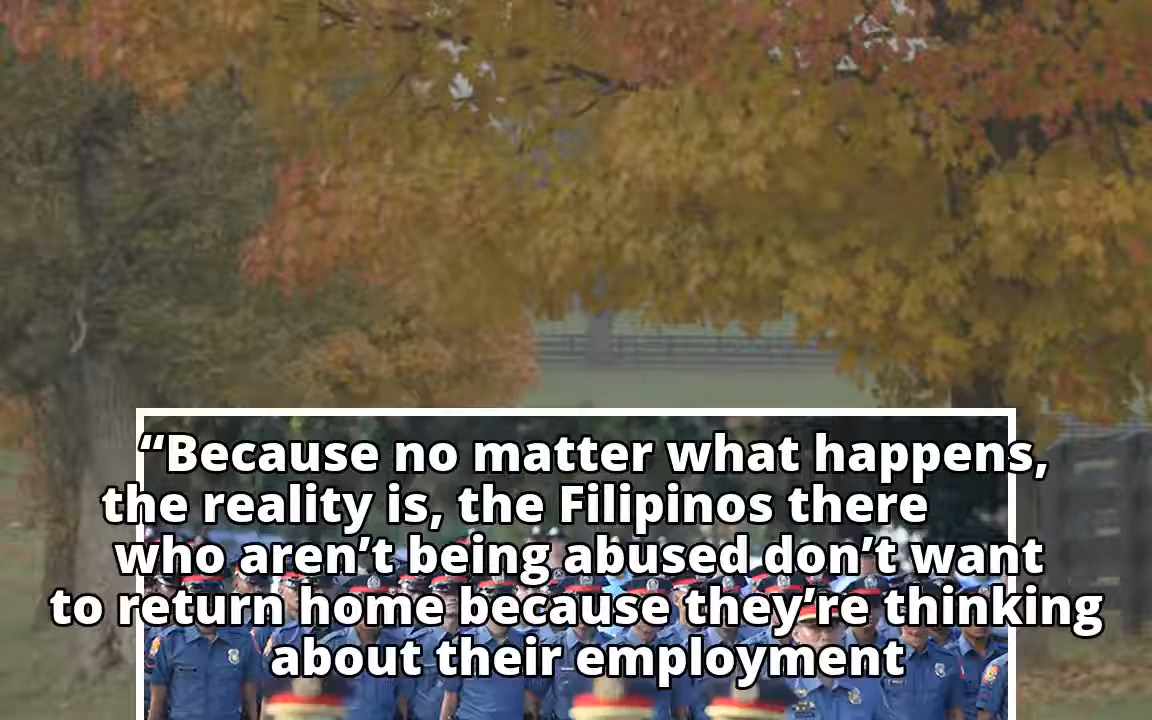 “Because no matter what happens,
the reality is, the Filipinos there
who aren’t being abused don’t want
to return home because they’re thinking
about their employment